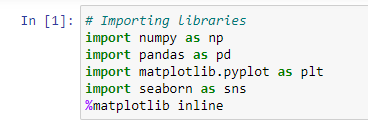 In [1]: # Importing libraries
import numpy as np
import pandas as pd
import matplotlib.pyplot as plt
import seaborn as sns
%matplotlib inline